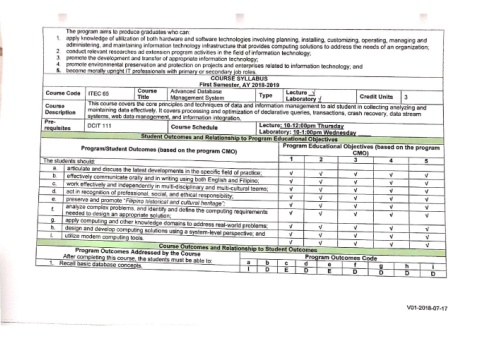 The program aims to produce graduates who can:
1. apply knowledge of utilization of both hardware and software technologies involving planning, installing, customizing, operating, managing and
administering, and maintaining information technology infrastructure that provides computing solutions to address the needs of an organization;
2. conduct relevant researches ad extension program activities in the field of information technology;
3. promote the development and transfer of appropriate information technology;
4. promote environmental preservation and protection on projects and enterprises related to information technology; and
5. become morally upright IT professionals with primary or secondary job roles.
COURSE SYLLABUS
First Semester, AY 2018-2019
Course Code ITEC 65 Course Title Advanced Database Management System Type Lecture √ Laboratory √ Credit Units 3
Course Description This course covers the core principles and techniques of data and information management to aid student in collecting analyzing and
maintaining data effectively. It covers processing and optimization of declarative queries, transactions, crash recovery, data stream
systems, web data management, and information integration.
Pre-requisites DCIT 111 Course Schedule Lecture: 10-12:00pm Thursday
Laboratory: 10-1:00pm Wednesday
Student Outcomes and Relationship to Program Educational Objectives
Program/Student Outcomes (based on the program CMO) Program Educational Objectives (based on the program CMO)
The students should: 1 2 3 4 5
a. articulate and discuss the latest developments in the specific field of practice; √ √ √ √ √
b. effectively communicate orally and in writing using both English and Filipino; √ √ √ √ √
c. work effectively and independently in multi-disciplinary and multi-cultural teams; √ √ √ √ √
d. act in recognition of professional, social, and ethical responsibility; √ √ √ √ √
e. preserve and promote "Filipino historical and cultural heritage"; √ √ √ √ √
f. analyze complex problems, and identify and define the computing requirements
needed to design an appropriate solution; √ √ √ √ √
g. apply computing and other knowledge domains to address real-world problems; √ √ √ √ √
h. design and develop computing solutions using a system-level perspective; and √ √ √ √ √
i. utilize modern computing tools. √ √ √ √ √
Course Outcomes and Relationship to Student Outcomes
Program Outcomes Addressed by the Course Program Outcomes Code
After completing this course, the students must be able to: a b c d e f g h i
1. Recall basic database concepts. I D E D E D D D D
V01-2018-07-17